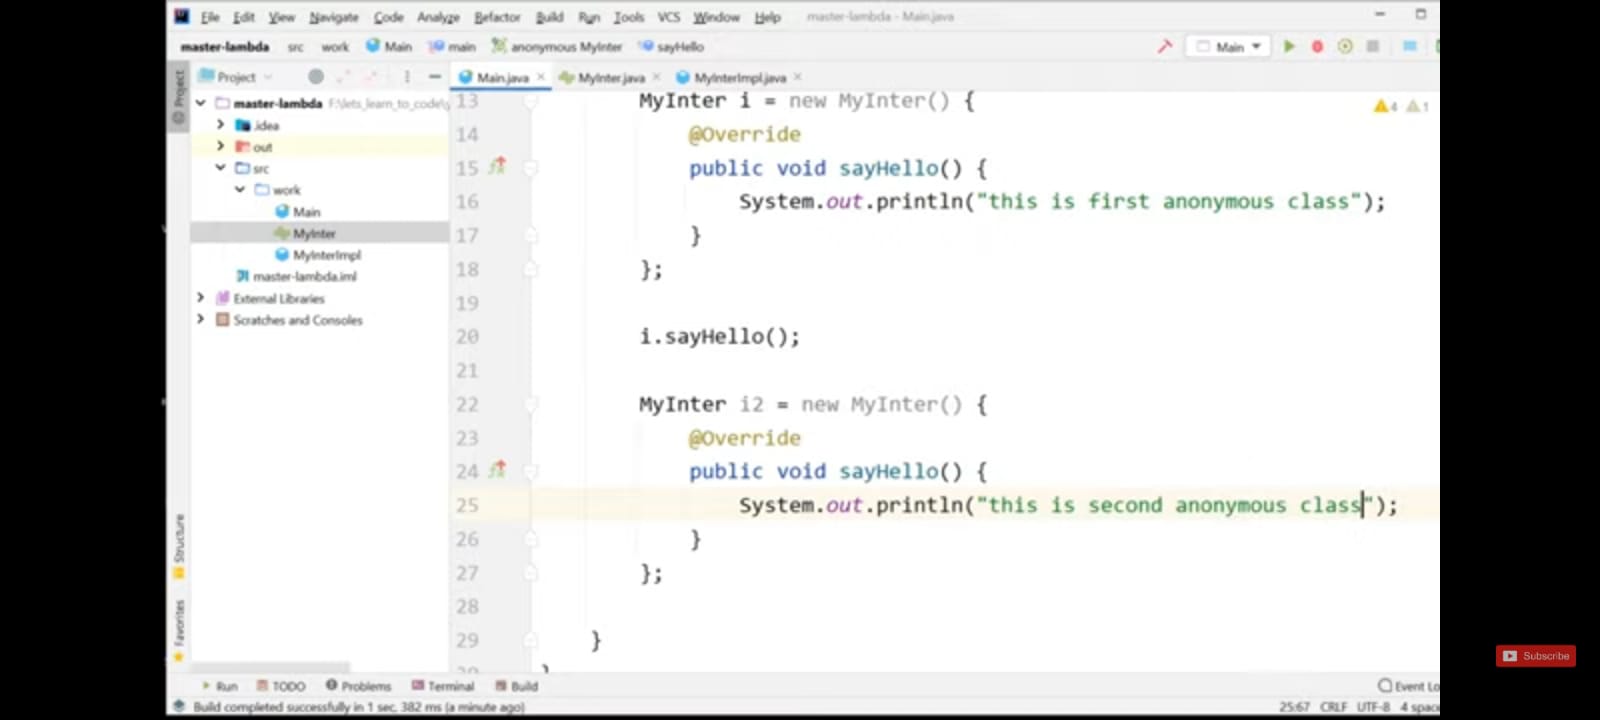 File Edit View Navigate Code Analyze Refactor Build Run Tools VCS Window Help master-lambda - Main.java
master-lambda src work Main main anonymous MyInter sayHello Main
Project Main.java MyInter.java MyInterImpl.java
Project
master-lambda F:\lets_learn_to_code\
.idea
out
src
work
Main
MyInter
MyInterImpl
master-lambda.iml
External Libraries
Scratches and Consoles
Structure
Favorites
4 1
13 MyInter i = new MyInter() {
14 @Override
15 public void sayHello() {
16 System.out.println("this is first anonymous class");
17 }
18 };
19
20 i.sayHello();
21
22 MyInter i2 = new MyInter() {
23 @Override
24 public void sayHello() {
25 System.out.println("this is second anonymous class");
26 }
27 };
28
29 }
Subscribe
Run TODO Problems Terminal Build Event Lo
Build completed successfully in 1 sec, 382 ms (a minute ago) 25:67 CRLF UTF-8 4 spac